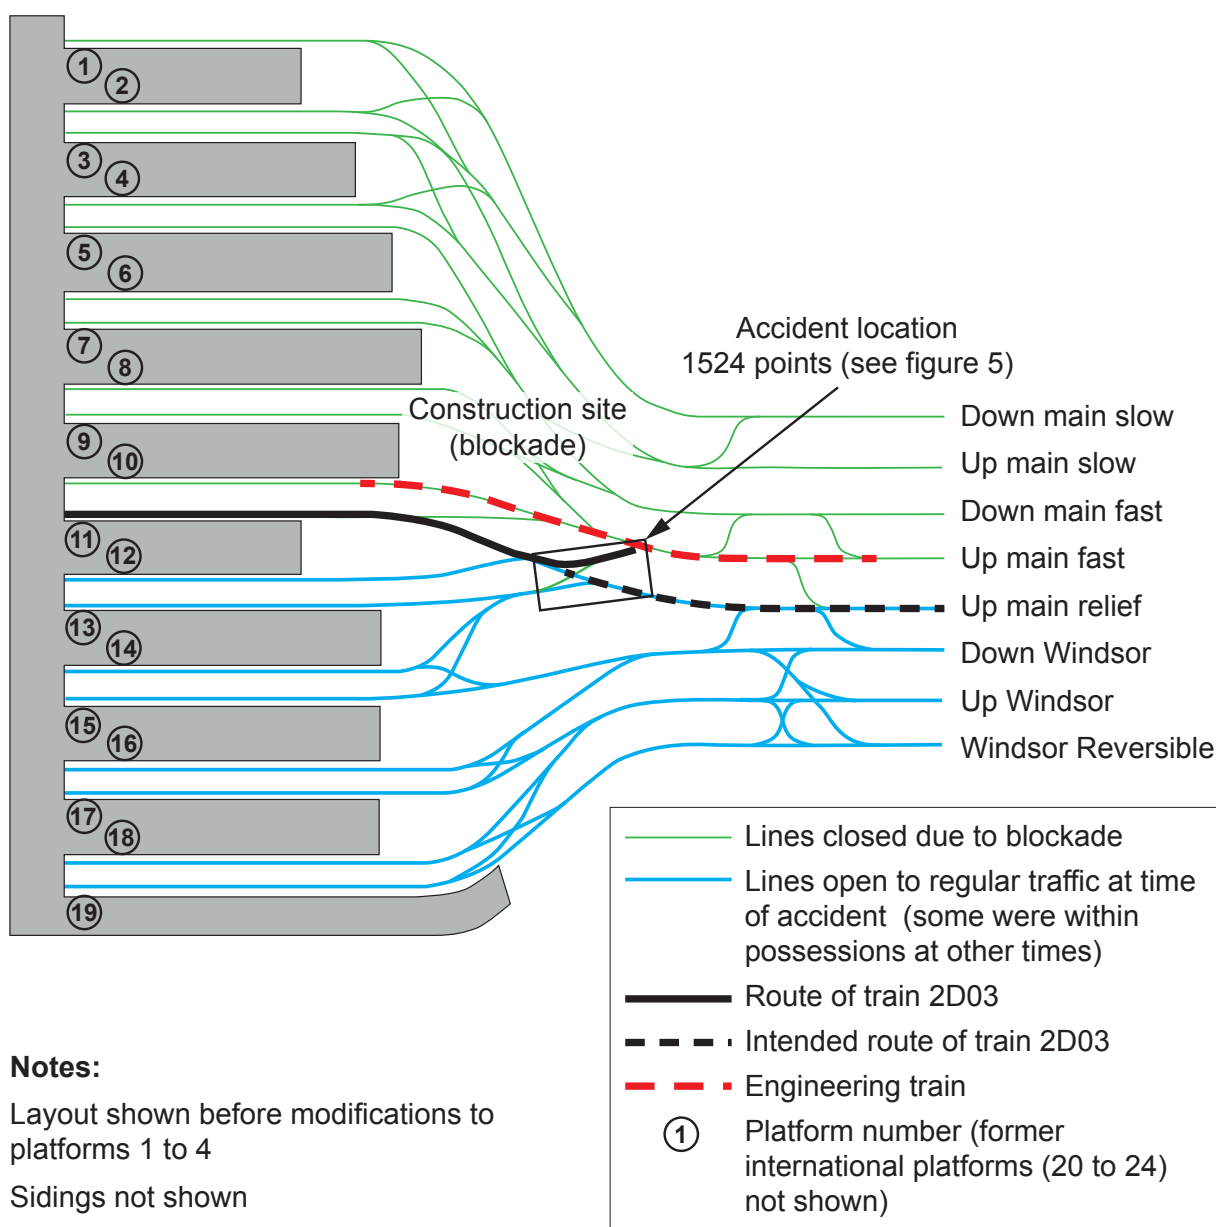 1
2
3
4
5
6
7
8
9
10
11
12
13
14
15
16
17
18
19
Construction site
(blockade)
Accident location
1524 points (see figure 5)
Down main slow
Up main slow
Down main fast
Up main fast
Up main relief
Down Windsor
Up Windsor
Windsor Reversible
Lines closed due to blockade
Lines open to regular traffic at time
of accident (some were within
possessions at other times)
Route of train 2D03
Intended route of train 2D03
Engineering train
1 Platform number (former
international platforms (20 to 24)
not shown)
Notes:
Layout shown before modifications to
platforms 1 to 4
Sidings not shown